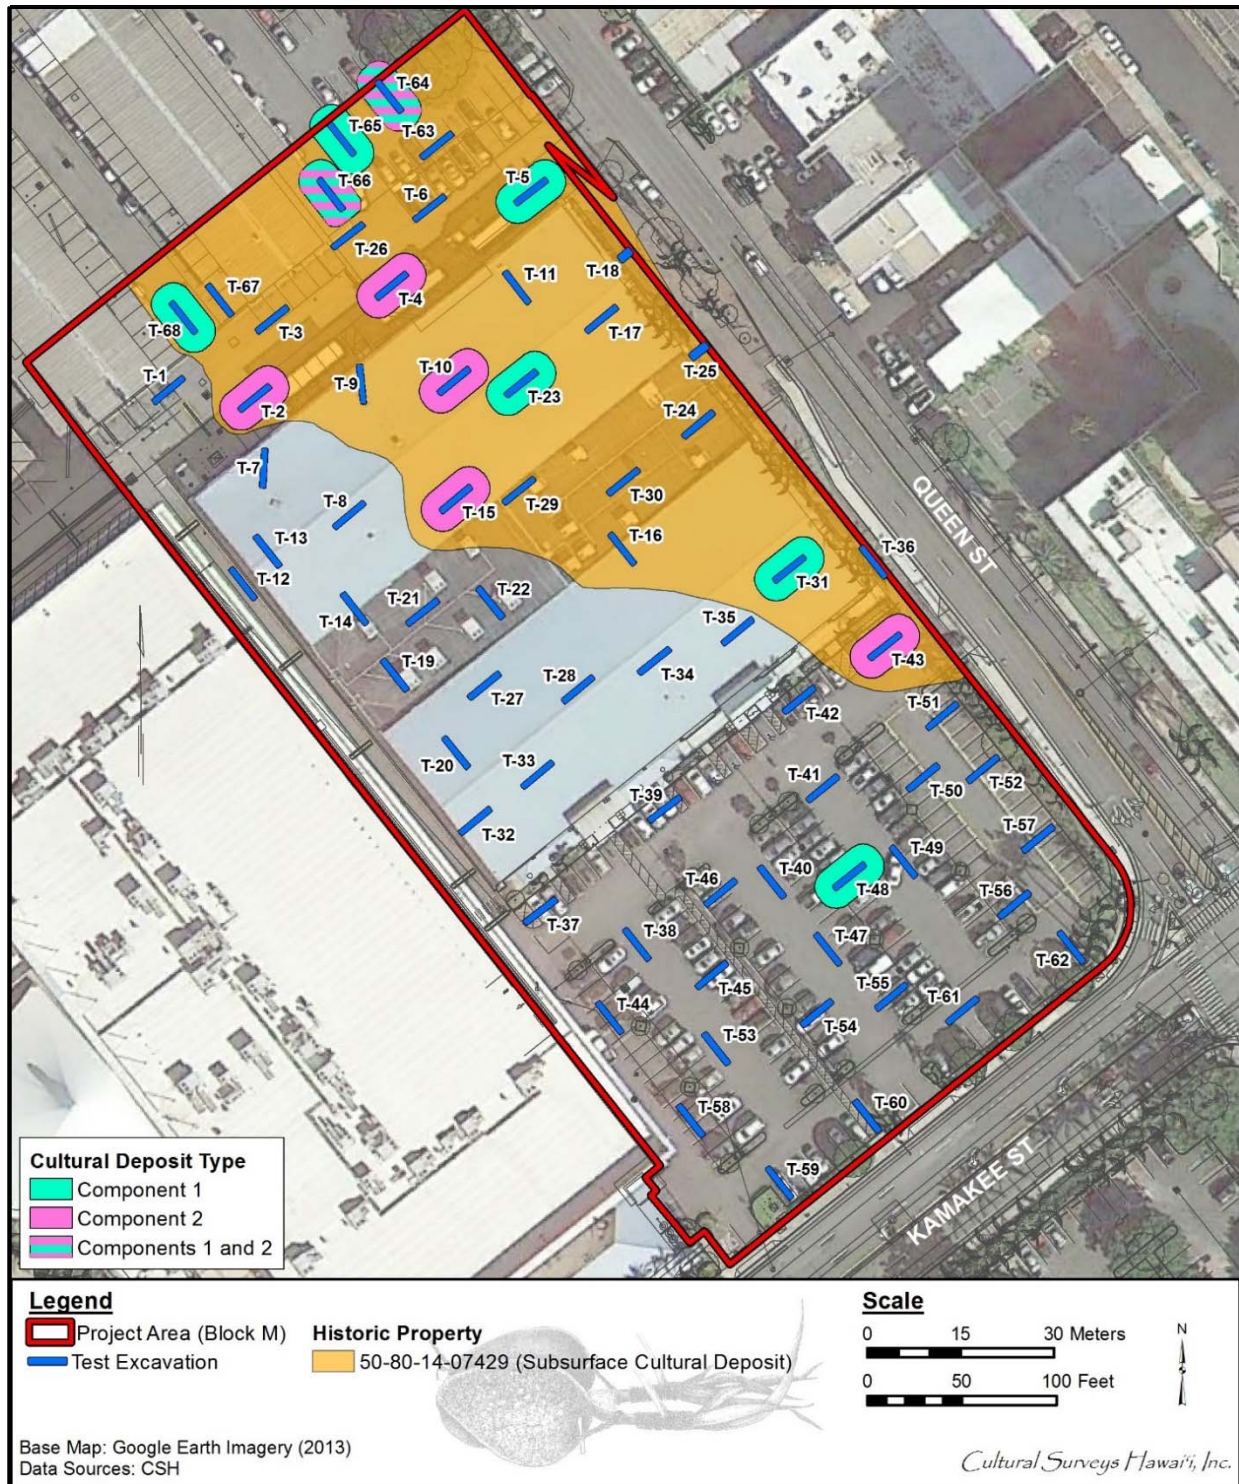 T-64
T-65
T-63
T-66
T-5
T-6
T-26
T-18
T-11
T-67
T-4
T-3
T-17
T-68
T-1
T-10
T-9
T-25
T-2
T-23
T-24
T-7
T-8
T-15
T-29
T-30
QUEEN ST
T-13
T-16
T-36
T-12
T-31
T-21
T-22
T-14
T-35
T-19
T-43
T-28
T-34
T-27
T-51
T-42
T-20
T-33
T-41
T-52
T-50
T-39
T-32
T-57
T-49
T-40
T-46
T-48
T-56
T-37
T-38
T-47
T-62
T-45
T-55
T-61
T-44
T-54
T-53
T-58
T-60
T-59
KAMAKEE ST
Cultural Deposit Type
Component 1
Component 2
Components 1 and 2
Legend
Project Area (Block M)
Test Excavation
Historic Property
50-80-14-07429 (Subsurface Cultural Deposit)
Scale
0 15 30 Meters
0 50 100 Feet
N
Base Map: Google Earth Imagery (2013)
Data Sources: CSH
Cultural Surveys Hawai'i, Inc.